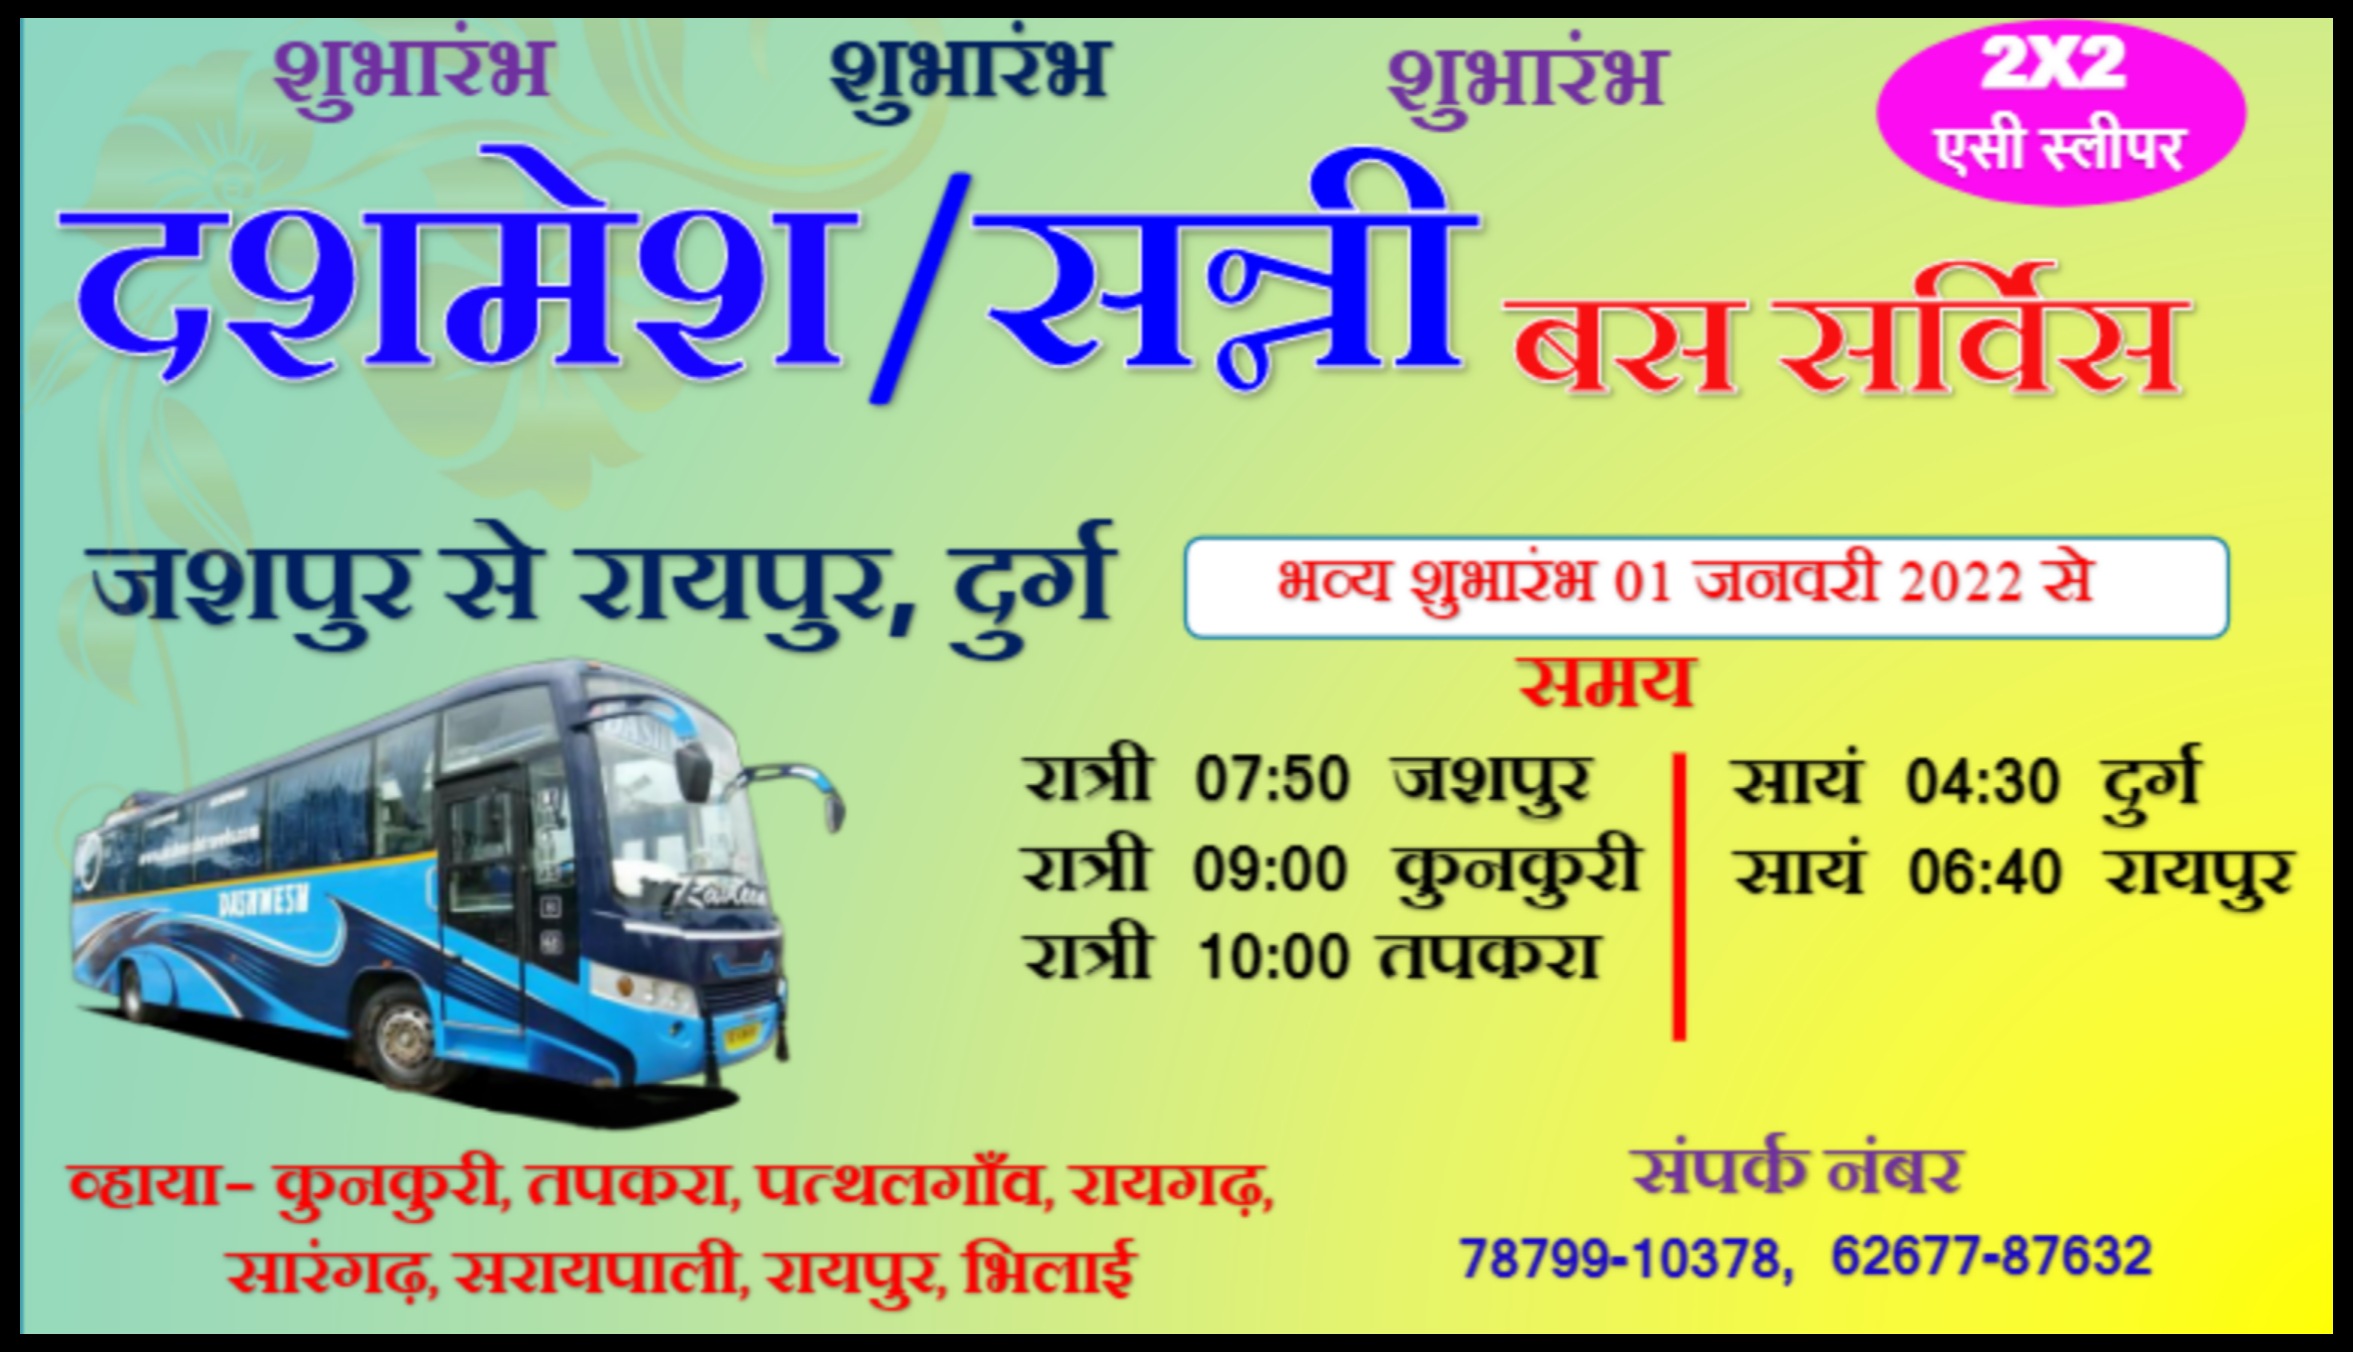 शुभारंभ शुभारंभ शुभारंभ
2X2
एसी स्लीपर
दशमेश/सन्नी बस सर्विस
जशपुर से रायपुर, दुर्ग
भव्य शुभारंभ 01 जनवरी 2022 से
समय
रात्री 07:50 जशपुर
रात्री 09:00 कुनकुरी
रात्री 10:00 तपकरा
सायं 04:30 दुर्ग
सायं 06:40 रायपुर
DASHMESH
व्हाया- कुनकुरी, तपकरा, पत्थलगाँव, रायगढ़,
सारंगढ़, सरायपाली, रायपुर, भिलाई
संपर्क नंबर
78799-10378, 62677-87632